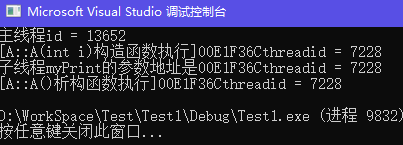 Microsoft Visual Studio 调试控制台
主线程id = 13652
[A::A(int i)构造函数执行]00E1F36Cthreadid = 7228
子线程myPrint的参数地址是00E1F36Cthreadid = 7228
[A::A()析构函数执行]00E1F36Cthreadid = 7228
D:\WorkSpace\Test\Test1\Debug\Test1.exe (进程 9832)
按任意键关闭此窗口...